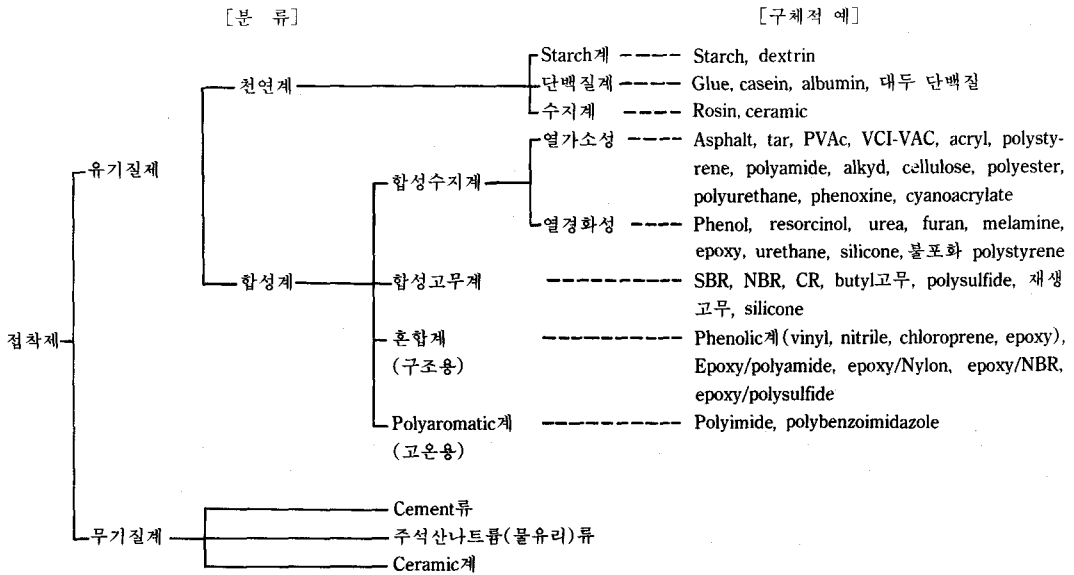 [분 류] [구체적 예]
Starch계 Starch, dextrin
천연계 단백질계 Glue, casein, albumin, 대두 단백질
수지계 Rosin, ceramic
열가소성 Asphalt, tar, PVAc, VCI-VAC, acryl, polysty-
유기질제 rene, polyamide, alkyd, cellulose, polyester,
합성수지계 polyurethane, phenoxine, cyanoacrylate
열경화성 Phenol, resorcinol, urea, furan, melamine,
epoxy, urethane, silicone, 불포화 polystyrene
합성계 합성고무계 SBR, NBR, CR, butyl고무, polysulfide, 재생
고무, silicone
접착제 혼합계 Phenolic계(vinyl, nitrile, chloroprene, epoxy),
(구조용) Epoxy/polyamide, epoxy/Nylon, epoxy/NBR,
epoxy/polysulfide
Polyaromatic계 Polyimide, polybenzoimidazole
(고온용)
Cement류
무기질계 주석산나트륨(물유리)류
Ceramic계